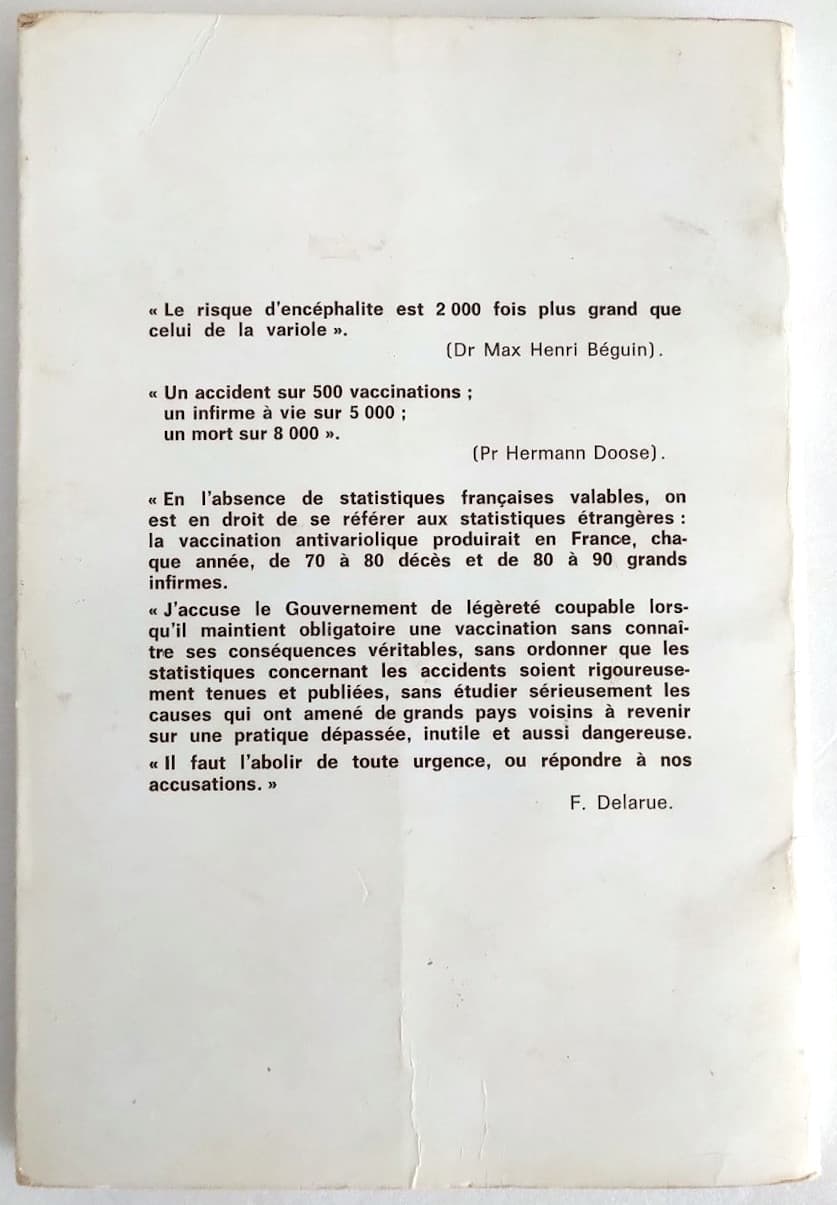 « Le risque d'encéphalite est 2 000 fois plus grand que
celui de la variole ».
(Dr Max Henri Béguin).
« Un accident sur 500 vaccinations ;
un infirme à vie sur 5 000 ;
un mort sur 8 000 ».
(Pr Hermann Doose).
« En l'absence de statistiques françaises valables, on
est en droit de se référer aux statistiques étrangères :
la vaccination antivariolique produirait en France, cha-
que année, de 70 à 80 décès et de 80 à 90 grands
infirmes.
« J'accuse le Gouvernement de légèreté coupable lors-
qu'il maintient obligatoire une vaccination sans connaî-
tre ses conséquences véritables, sans ordonner que les
statistiques concernant les accidents soient rigoureuse-
ment tenues et publiées, sans étudier sérieusement les
causes qui ont amené de grands pays voisins à revenir
sur une pratique dépassée, inutile et aussi dangereuse.
« Il faut l'abolir de toute urgence, ou répondre à nos
accusations. »
F. Delarue.